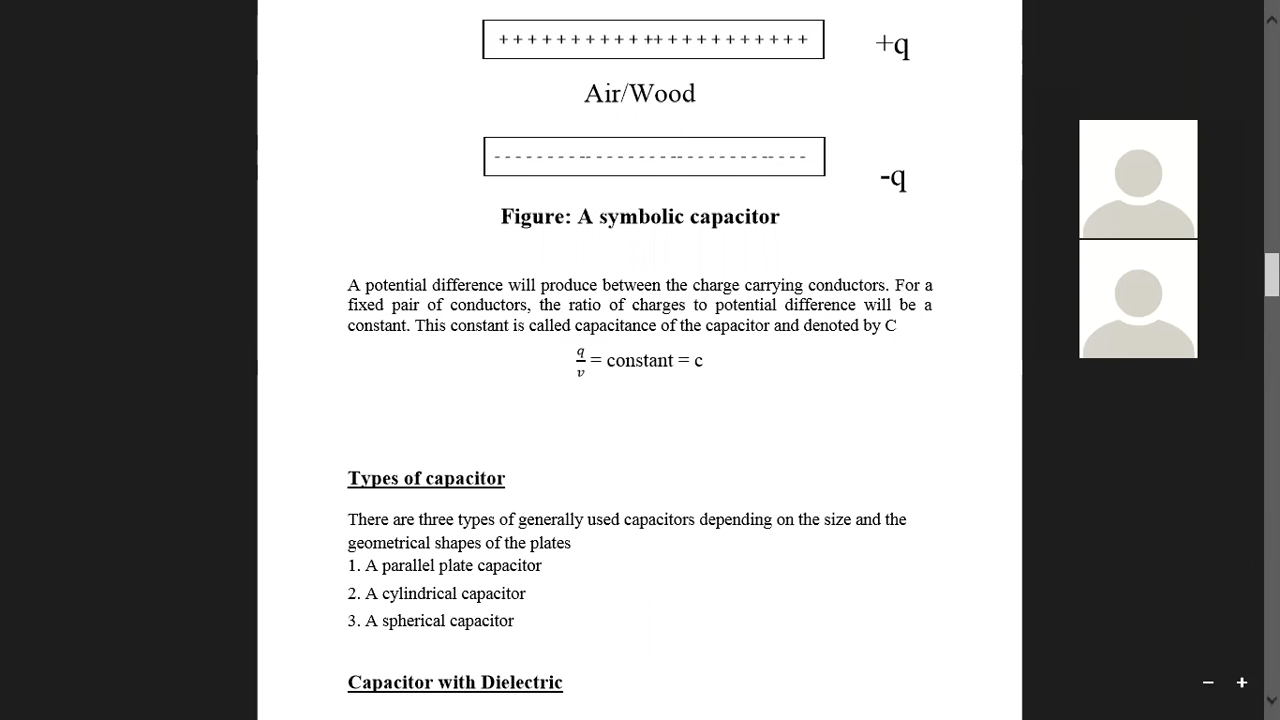 + + + + + + + + + + ++ + + + + + + + + + +
+q
Air/Wood
- - - - - - - - -- - - - - - - - - -- - - - - - - - - -- - - -
-q
Figure: A symbolic capacitor
A potential difference will produce between the charge carrying conductors. For a
fixed pair of conductors, the ratio of charges to potential difference will be a
constant. This constant is called capacitance of the capacitor and denoted by C
q/v = constant = c
Types of capacitor
There are three types of generally used capacitors depending on the size and the
geometrical shapes of the plates
1. A parallel plate capacitor
2. A cylindrical capacitor
3. A spherical capacitor
Capacitor with Dielectric